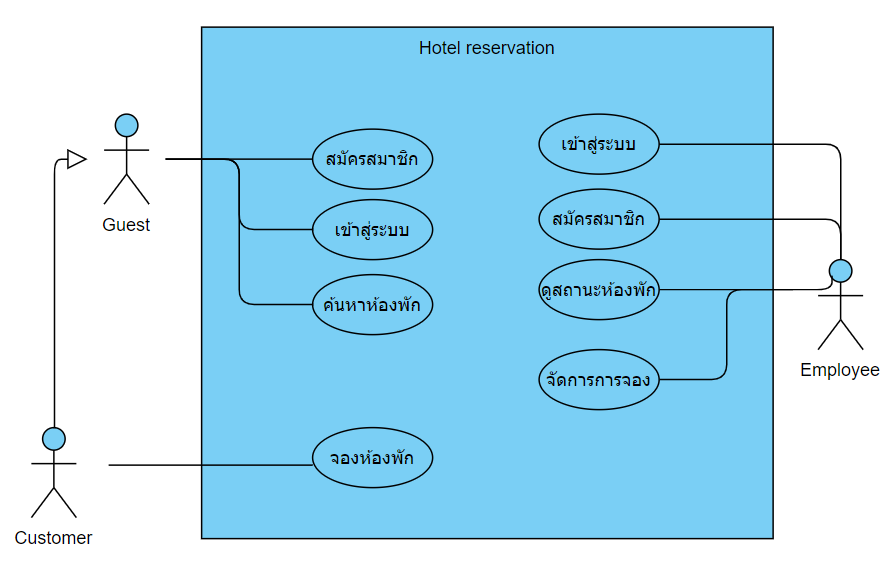 Hotel reservation
สมัครสมาชิก
เข้าสู่ระบบ
ค้นหาห้องพัก
จองห้องพัก
เข้าสู่ระบบ
สมัครสมาชิก
ดูสถานะห้องพัก
จัดการการจอง
Guest
Customer
Employee